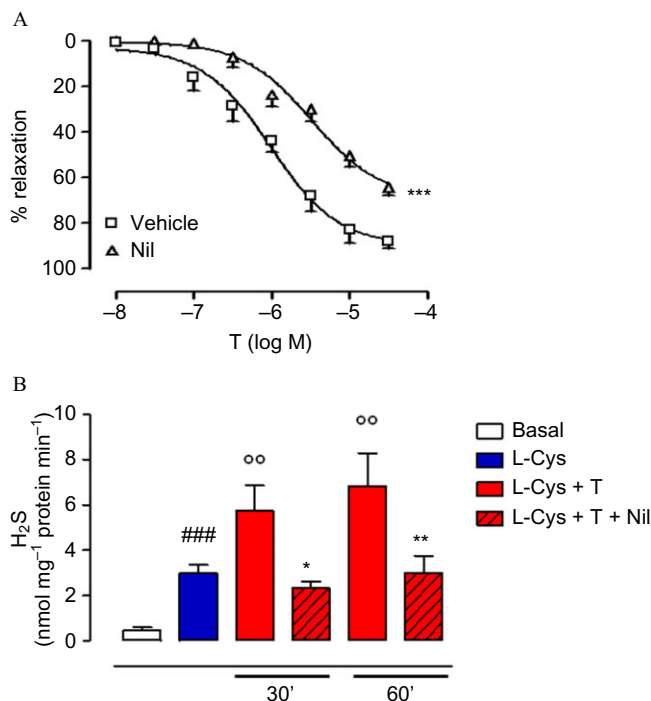 A
0
20
40
60
80
100
% relaxation
Vehicle
Nil
***
–8 –7 –6 –5 –4
T (log M)
B
10
8
6
4
2
0
H₂S
(nmol mg⁻¹ protein min⁻¹)
###
°°
*
°°
**
Basal
L-Cys
L-Cys + T
L-Cys + T + Nil
30' 60'